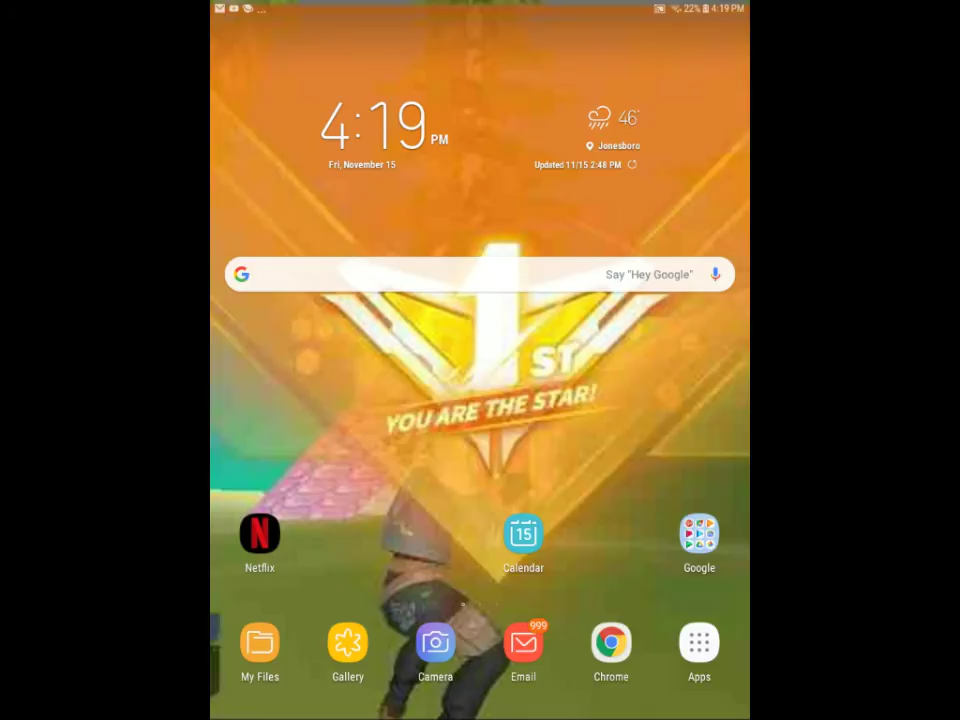 ... 22% 4:19 PM
4:19 PM
Fri, November 15
46°
Jonesboro
Updated 11/15 2:48 PM
Say "Hey Google"
1ST
YOU ARE THE STAR!
N
Netflix
15
Calendar
Google
999
My Files
Gallery
Camera
Email
Chrome
Apps